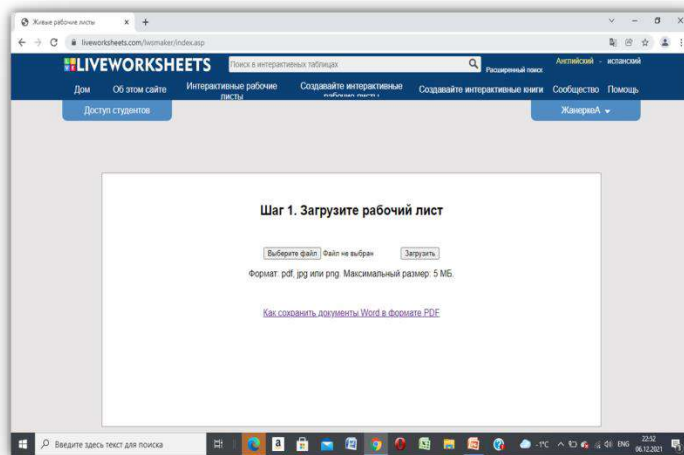 Живые рабочие листы
liveworksheets.com/lwsmaker/index.asp
LIVEWORKSHEETS
Поиск в интерактивных таблицах
Расширенный поиск
Английский - испанский
Дом
Об этом сайте
Интерактивные рабочие
листы
Создавайте интерактивные
рабочие листы
Создавайте интерактивные книги
Сообщество
Помощь
Доступ студентов
ЖанеркеА
Шаг 1. Загрузите рабочий лист
Выберите файл Файл не выбран Загрузить
Формат: pdf, jpg или png. Максимальный размер: 5 МБ.
Как сохранить документы Word в формате PDF
Введите здесь текст для поиска
-1°C
ENG
22:52
06.12.2021